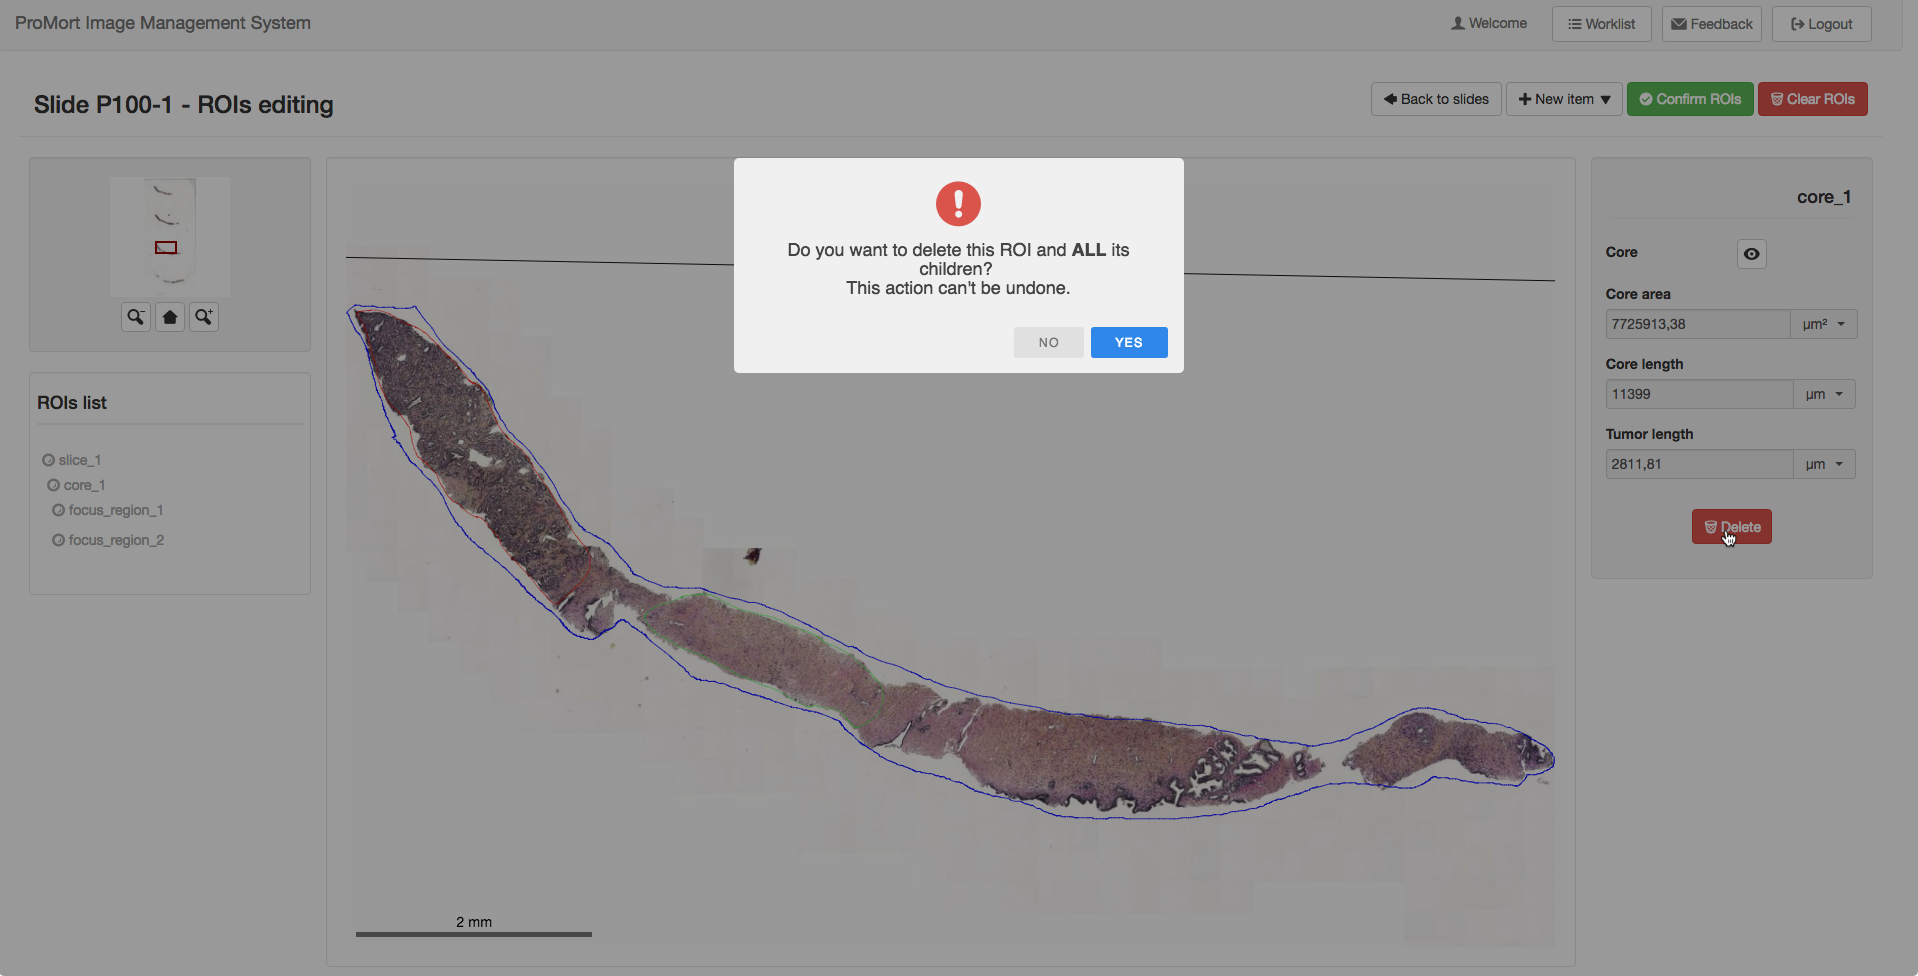 ProMort Image Management System
Welcome
Worklist
Feedback
Logout
Slide P100-1 - ROIs editing
Back to slides
New item
Confirm ROIs
Clear ROIs
Do you want to delete this ROI and ALL its
children?
This action can't be undone.
NO
YES
ROIs list
slice_1
core_1
focus_region_1
focus_region_2
2 mm
core_1
Core
Core area
7725913,38
µm²
Core length
11399
µm
Tumor length
2811,81
µm
Delete